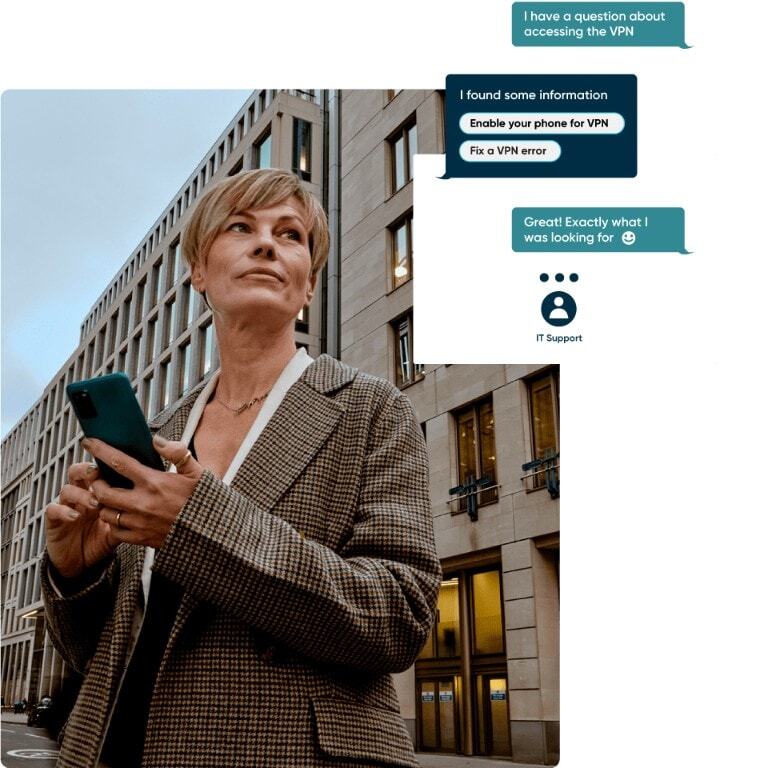 I have a question about
accessing the VPN
I found some information
Enable your phone for VPN
Fix a VPN error
Great! Exactly what I
was looking for
IT Support